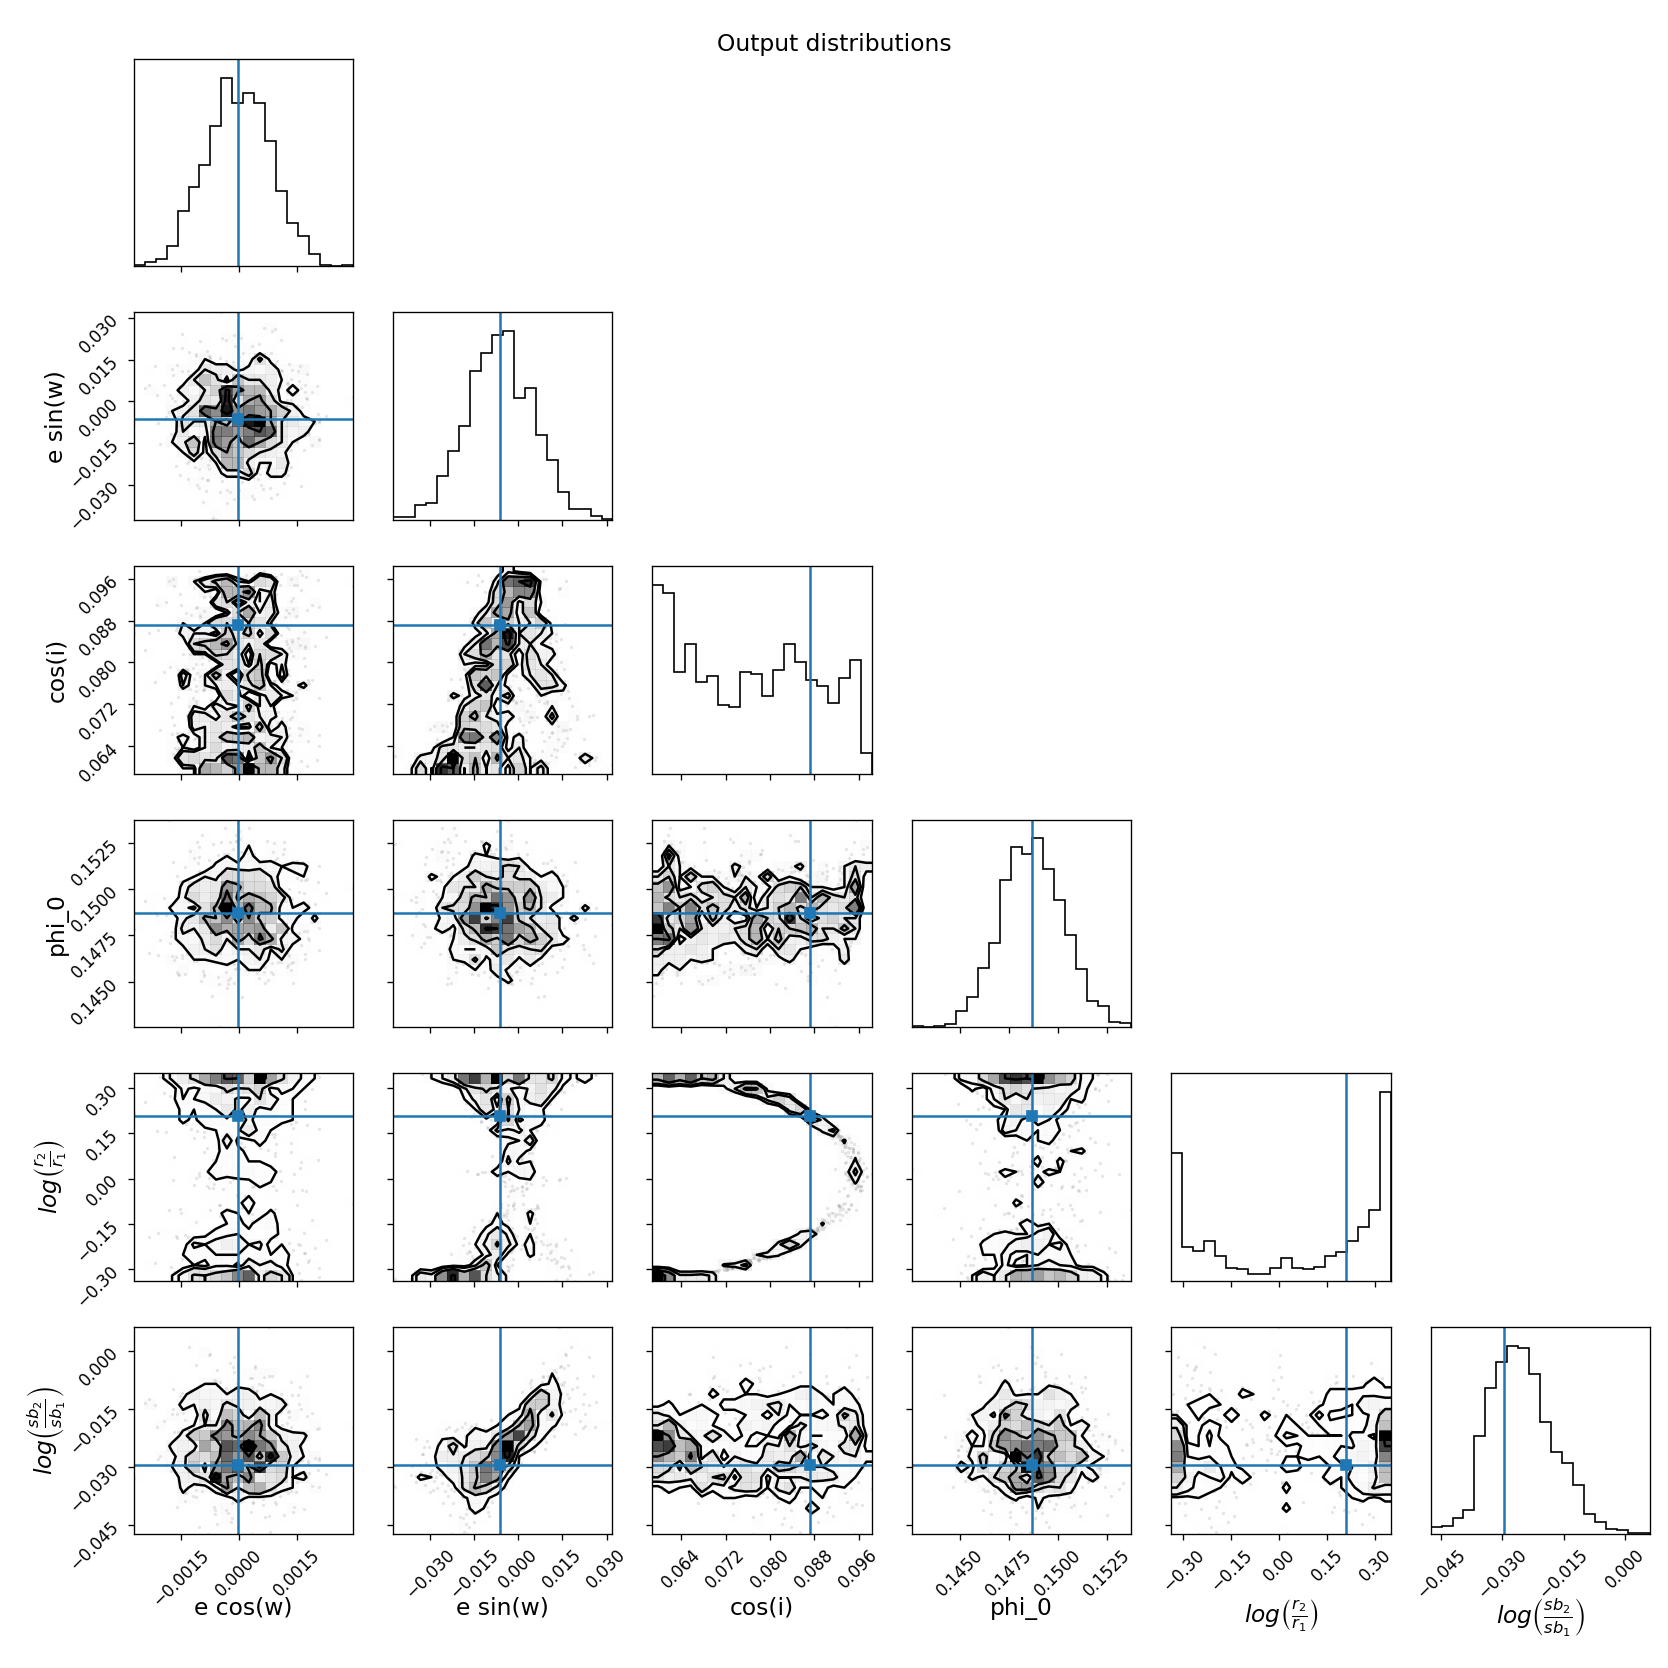 Output distributions
0.030
0.015
0.000
−0.015
−0.030
e sin(w)
0.096
0.088
0.080
0.072
0.064
cos(i)
0.1525
0.1500
0.1475
0.1450
phi_0
0.30
0.15
0.00
−0.15
−0.30
log(r2/r1)
0.000
−0.015
−0.030
−0.045
log(sb2/sb1)
−0.0015 0.0000 0.0015
−0.030 −0.015 0.000 0.015 0.030
0.064 0.072 0.080 0.088 0.096
0.1450 0.1475 0.1500 0.1525
−0.30 −0.15 0.00 0.15 0.30
−0.045 −0.030 −0.015 0.000
e cos(w)
e sin(w)
cos(i)
phi_0
log(r2/r1)
log(sb2/sb1)